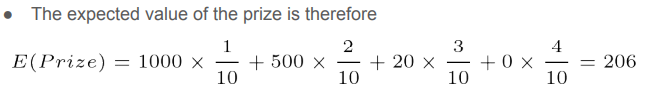 • The expected value of the prize is therefore
E(Prize) = 1000 × 1/10 + 500 × 2/10 + 20 × 3/10 + 0 × 4/10 = 206